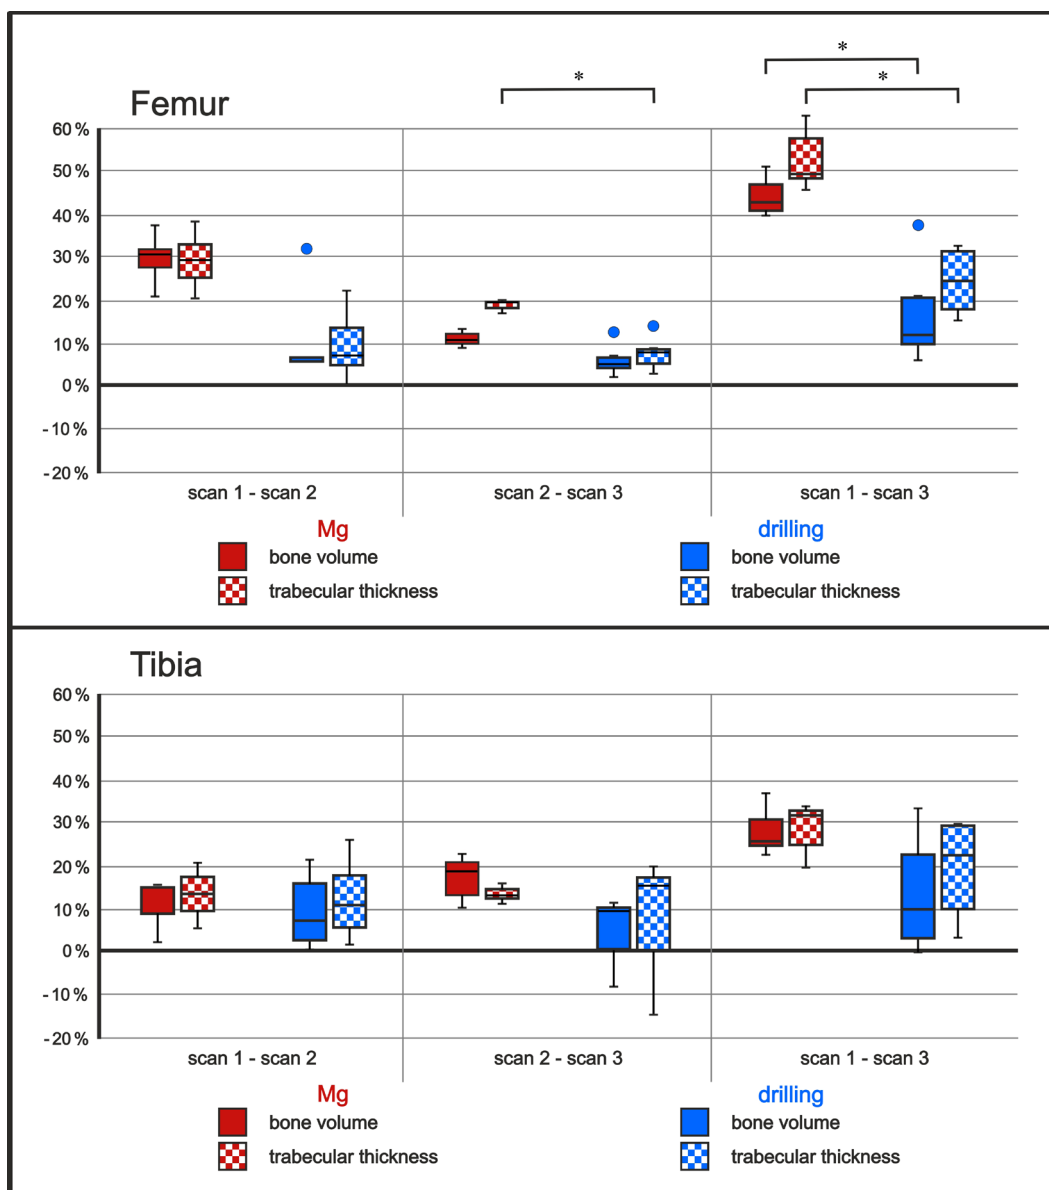 *
*
*
Femur
60 %
50 %
40 %
30 %
20 %
10 %
0 %
-10 %
-20 %
scan 1 - scan 2 scan 2 - scan 3 scan 1 - scan 3
Mg drilling
bone volume bone volume
trabecular thickness trabecular thickness
Tibia
60 %
50 %
40 %
30 %
20 %
10 %
0 %
-10 %
-20 %
scan 1 - scan 2 scan 2 - scan 3 scan 1 - scan 3
Mg drilling
bone volume bone volume
trabecular thickness trabecular thickness